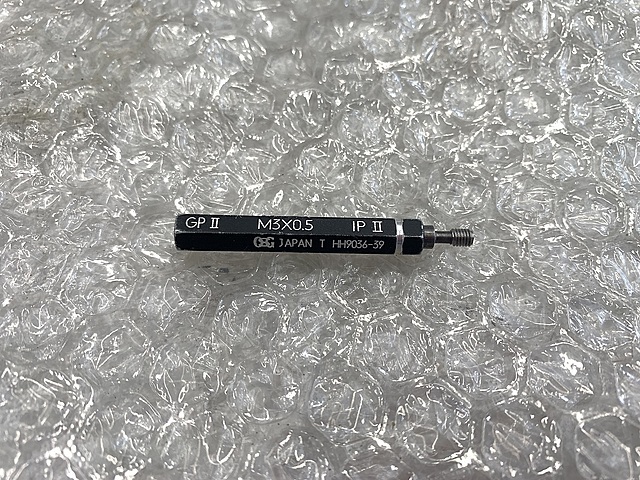 GP II M3X0.5 IP II
OSG JAPAN T HH9036-39